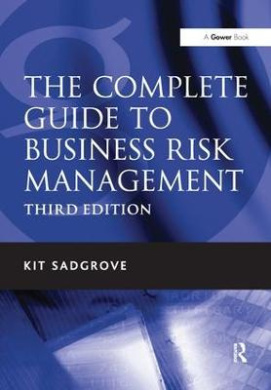 A Gower Book
THE COMPLETE
GUIDE TO
BUSINESS RISK
MANAGEMENT
THIRD EDITION
KIT SADGROVE
R